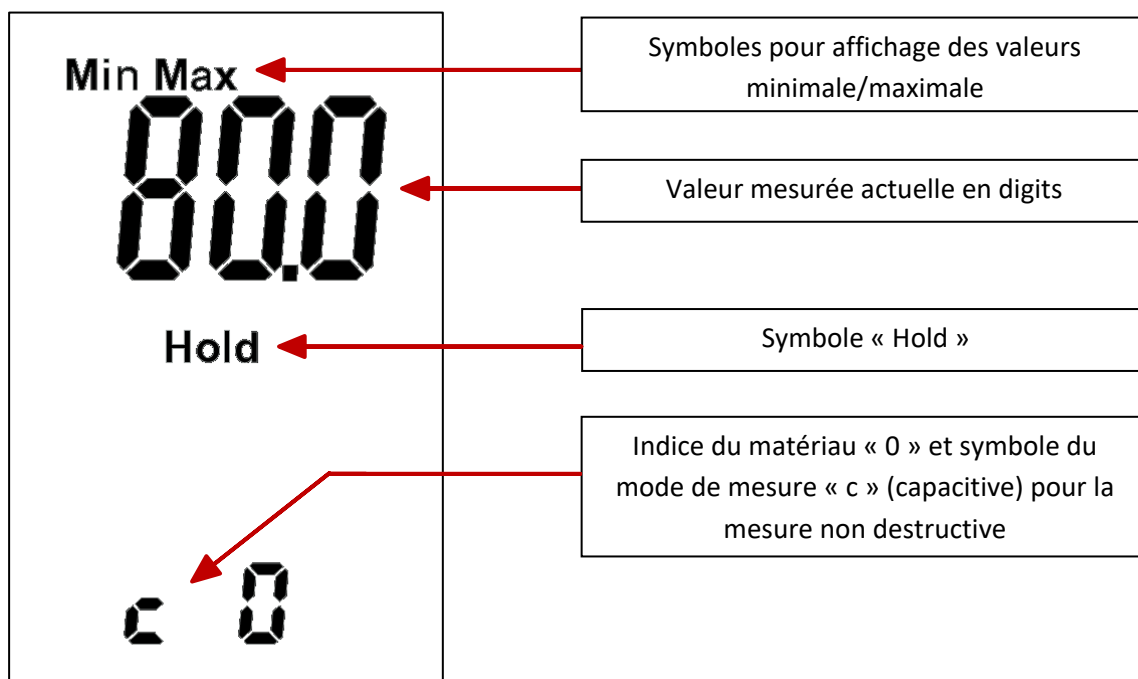 Min Max
80.0
Hold
c 0
Symboles pour affichage des valeurs
minimale/maximale
Valeur mesurée actuelle en digits
Symbole « Hold »
Indice du matériau « 0 » et symbole du
mode de mesure « c » (capacitive) pour la
mesure non destructive